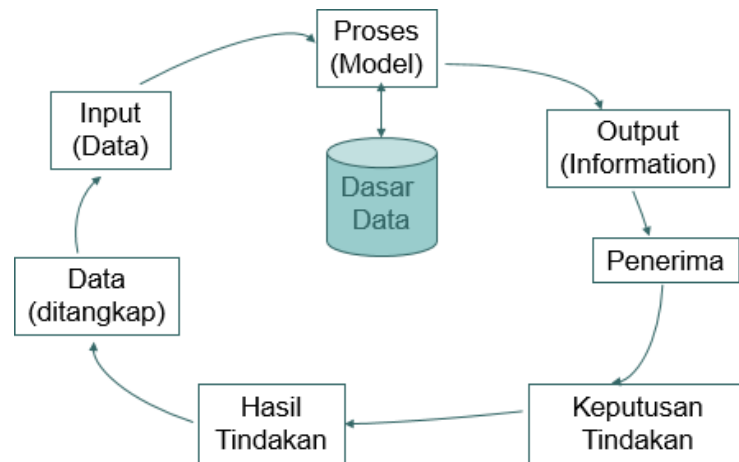 Proses
(Model)
Input
(Data)
Output
(Information)
Dasar
Data
Penerima
Data
(ditangkap)
Hasil
Tindakan
Keputusan
Tindakan